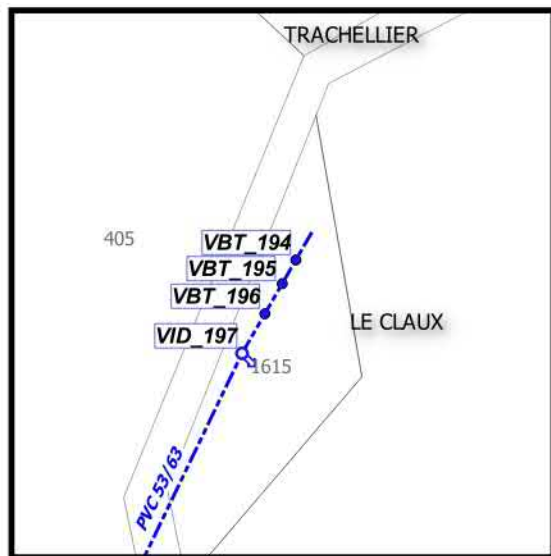 TRACHELLIER
405
VBT_194
VBT_195
VBT_196
LE CLAUX
VID_197
1615
PVC 53/63